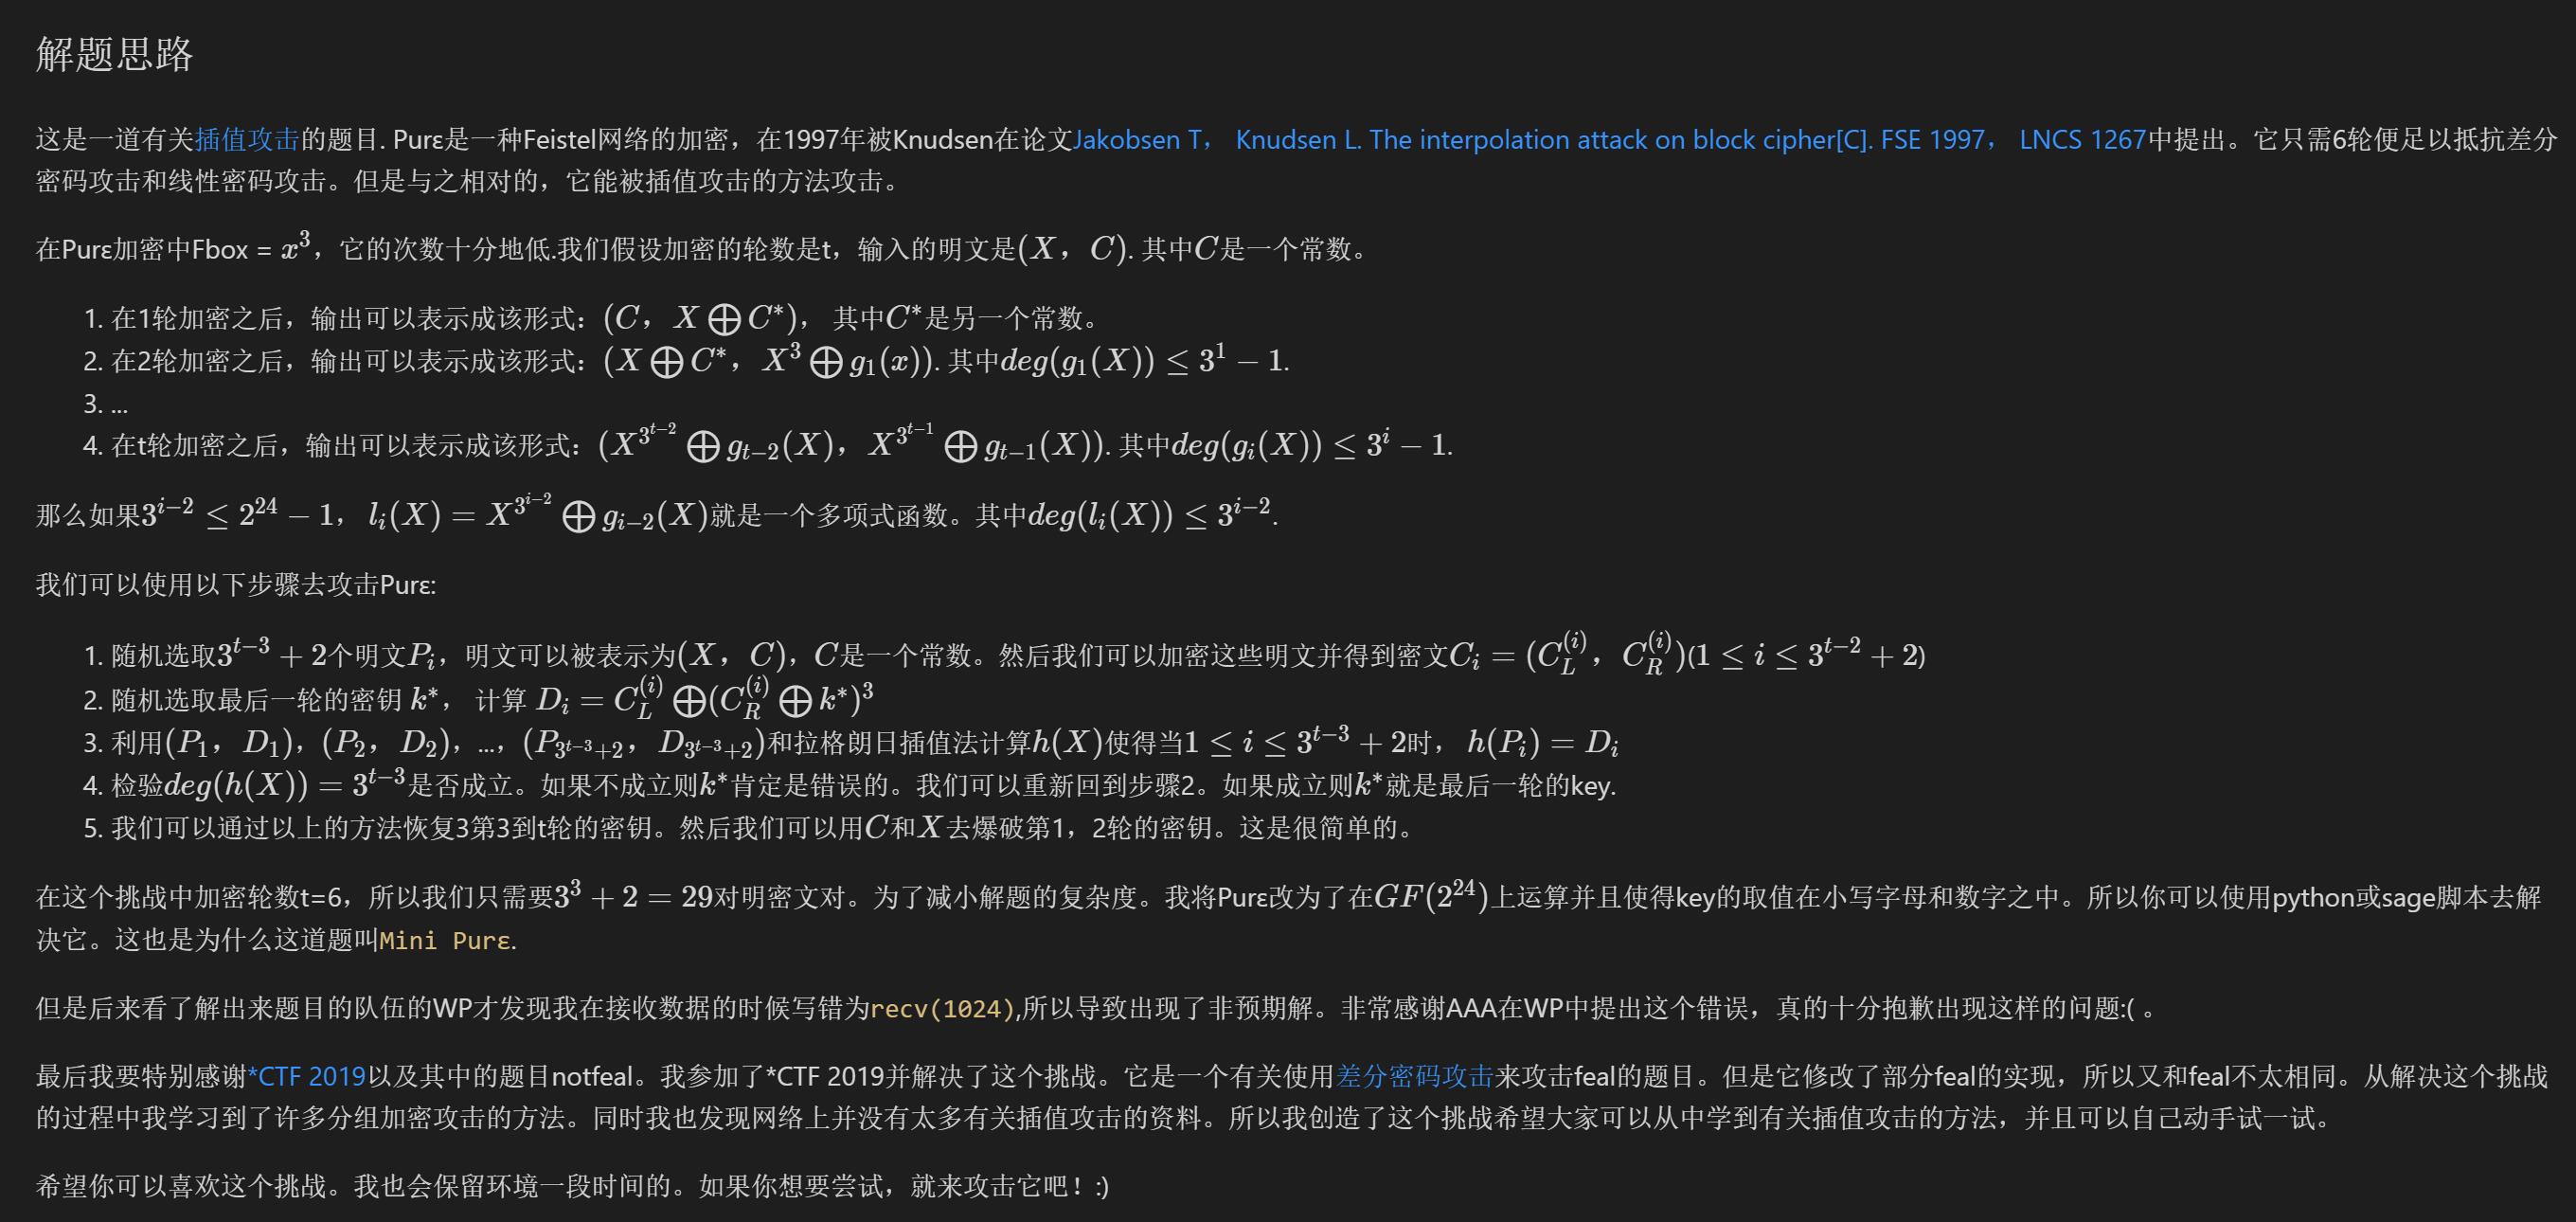 解题思路
这是一道有关插值攻击的题目. Purε是一种Feistel网络的加密，在1997年被Knudsen在论文Jakobsen T， Knudsen L. The interpolation attack on block cipher[C]. FSE 1997， LNCS 1267中提出。它只需6轮便足以抵抗差分
密码攻击和线性密码攻击。但是与之相对的，它能被插值攻击的方法攻击。
在Purε加密中Fbox = $x^3$，它的次数十分地低.我们假设加密的轮数是t，输入的明文是$(X，C)$. 其中$C$是一个常数。
1. 在1轮加密之后，输出可以表示成该形式：$(C，X \bigoplus C^*)$， 其中$C^*$是另一个常数。
2. 在2轮加密之后，输出可以表示成该形式：$(X \bigoplus C^*，X^3 \bigoplus g_1(x))$. 其中$deg(g_1(X)) \leq 3^1 - 1$.
3. ...
4. 在t轮加密之后，输出可以表示成该形式：$(X^{3^{t-2}} \bigoplus g_{t-2}(X)，X^{3^{t-1}} \bigoplus g_{t-1}(X))$. 其中$deg(g_i(X)) \leq 3^i - 1$.
那么如果$3^{i-2} \leq 2^{24} - 1$， $l_i(X) = X^{3^{i-2}} \bigoplus g_{i-2}(X)$就是一个多项式函数。其中$deg(l_i(X)) \leq 3^{i-2}$.
我们可以使用以下步骤去攻击Purε:
1. 随机选取$3^{t-3} + 2$个明文$P_i$，明文可以被表示为$(X，C)$，$C$是一个常数。然后我们可以加密这些明文并得到密文$C_i = (C_L^{(i)}，C_R^{(i)})$($1 \leq i \leq 3^{t-2} + 2$)
2. 随机选取最后一轮的密钥 $k^*$， 计算 $D_i = C_L^{(i)} \bigoplus (C_R^{(i)} \bigoplus k^*)^3$
3. 利用$(P_1，D_1)$，$(P_2，D_2)$，...，$(P_{3^{t-3}+2}，D_{3^{t-3}+2})$和拉格朗日插值法计算$h(X)$使得当$1 \leq i \leq 3^{t-3} + 2$时， $h(P_i) = D_i$
4. 检验$deg(h(X)) = 3^{t-3}$是否成立。如果不成立则$k^*$肯定是错误的。我们可以重新回到步骤2。如果成立则$k^*$就是最后一轮的key.
5. 我们可以通过以上的方法恢复3第3到t轮的密钥。然后我们可以用$C$和$X$去爆破第1，2轮的密钥。这是很简单的。
在这个挑战中加密轮数t=6，所以我们只需要$3^3 + 2 = 29$对明密文对。为了减小解题的复杂度。我将Purε改为了在$GF(2^{24})$上运算并且使得key的取值在小写字母和数字之中。所以你可以使用python或sage脚本去解
决它。这也是为什么这道题叫Mini Purε.
但是后来看了解出来题目的队伍的WP才发现我在接收数据的时候写错为recv(1024),所以导致出现了非预期解。非常感谢AAA在WP中提出这个错误，真的十分抱歉出现这样的问题:( 。
最后我要特别感谢*CTF 2019以及其中的题目notfeal。我参加了*CTF 2019并解决了这个挑战。它是一个有关使用差分密码攻击来攻击feal的题目。但是它修改了部分feal的实现，所以又和feal不太相同。从解决这个挑战
的过程中我学习到了许多分组加密攻击的方法。同时我也发现网络上并没有太多有关插值攻击的资料。所以我创造了这个挑战希望大家可以从中学到有关插值攻击的方法，并且可以自己动手试一试。
希望你可以喜欢这个挑战。我也会保留环境一段时间的。如果你想要尝试，就来攻击它吧！:)